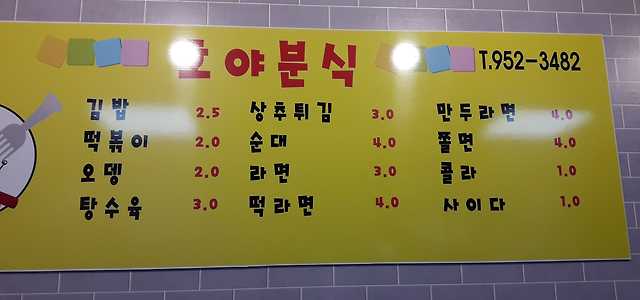 호야분식 T.952-3482
김밥 2.5 상추튀김 3.0 만두라면 4.0
떡볶이 2.0 순대 4.0 쫄면 4.0
오뎅 2.0 라면 3.0 콜라 1.0
탕수육 3.0 떡라면 4.0 사이다 1.0